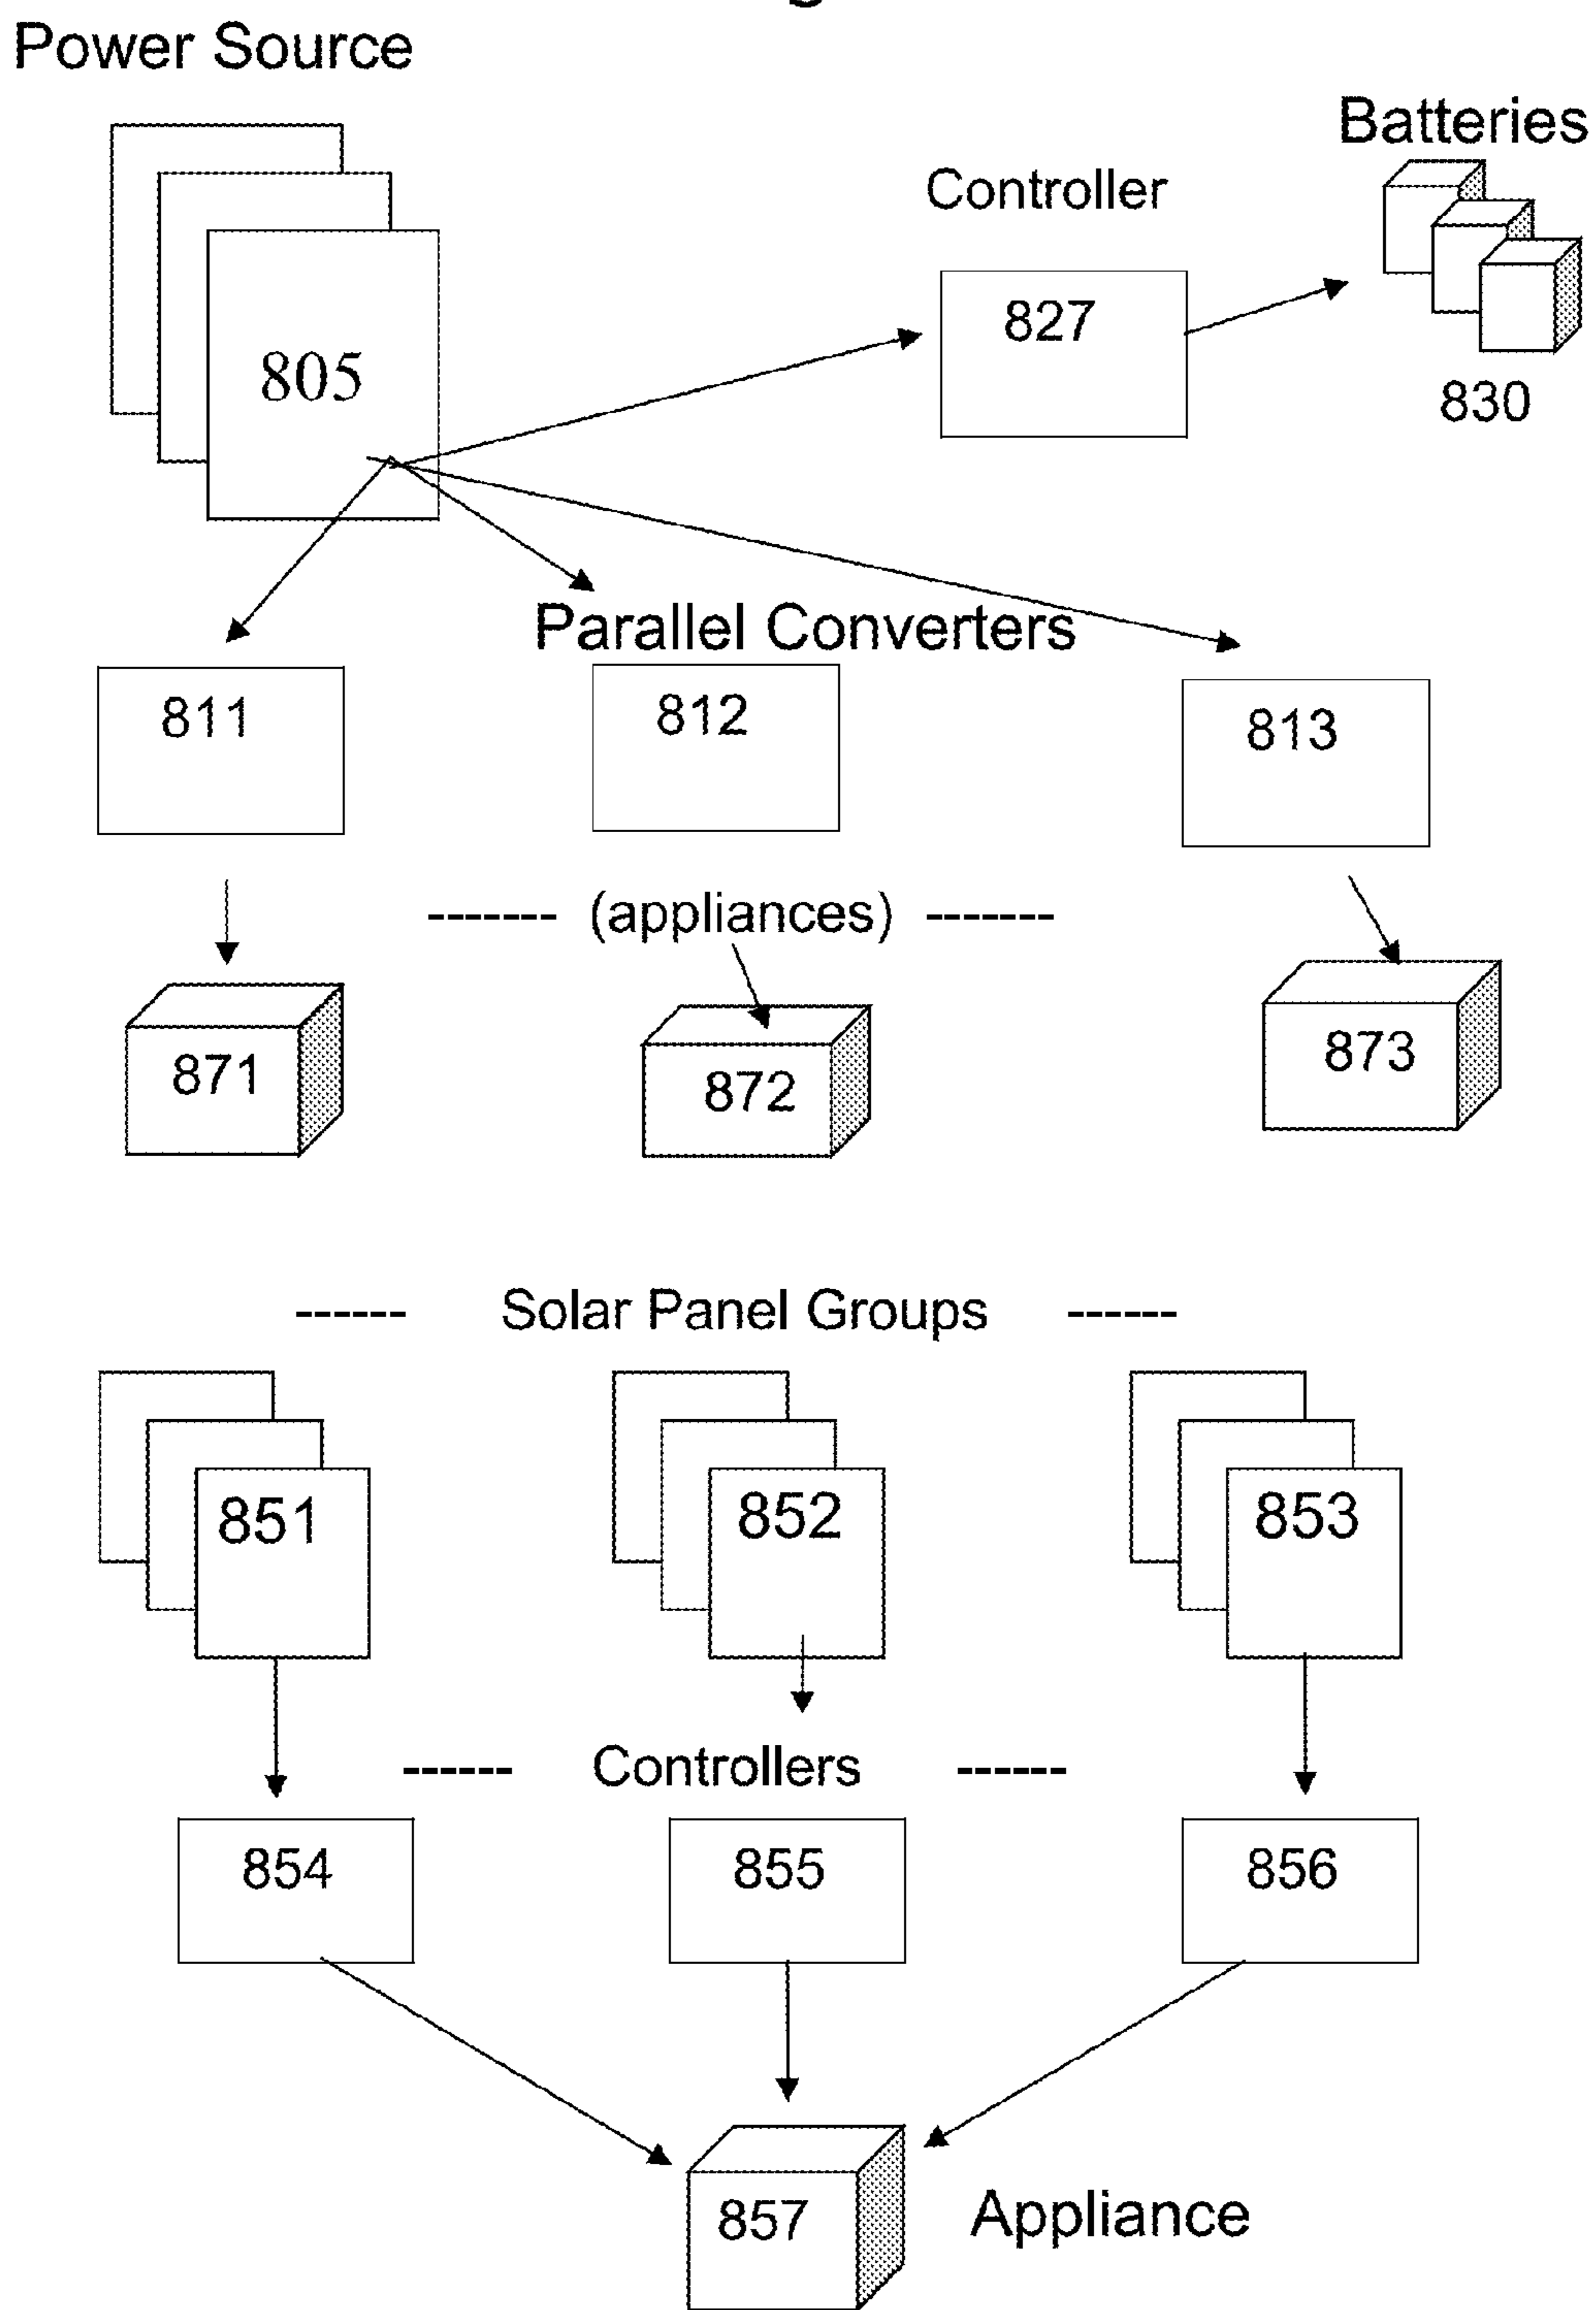 Power Source
Batteries
Controller
827
805
830
Parallel Converters
811
812
813
------- (appliances) -------
871
872
873
------ Solar Panel Groups ------
851
852
853
------ Controllers ------
854
855
856
857
Appliance